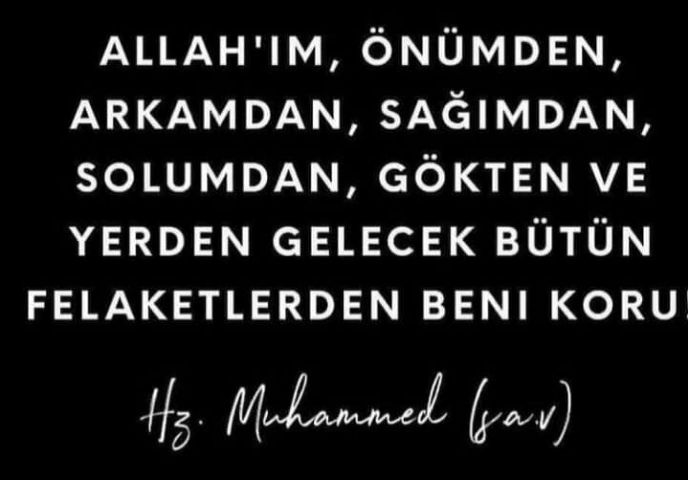 ALLAH'IM, ÖNÜMDEN,
ARKAMDAN, SAĞIMDAN,
SOLUMDAN, GÖKTEN VE
YERDEN GELECEK BÜTÜN
FELAKETLERDEN BENI KORU!
Hz. Muhammed (s.a.v)